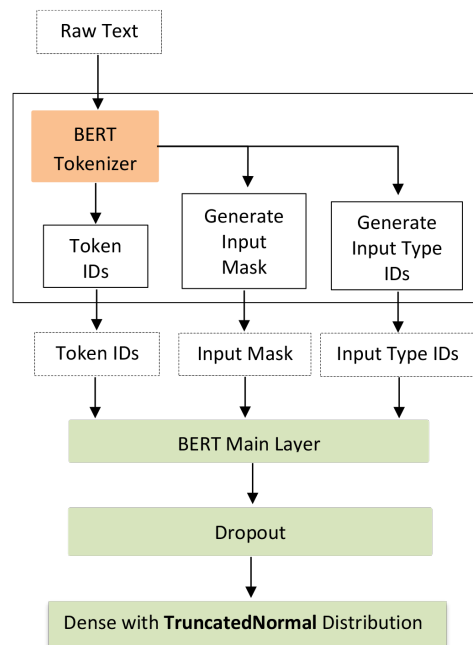 Raw Text
BERT
Tokenizer
Token
IDs
Generate
Input
Mask
Generate
Input Type
IDs
Token IDs
Input Mask
Input Type IDs
BERT Main Layer
Dropout
Dense with TruncatedNormal Distribution